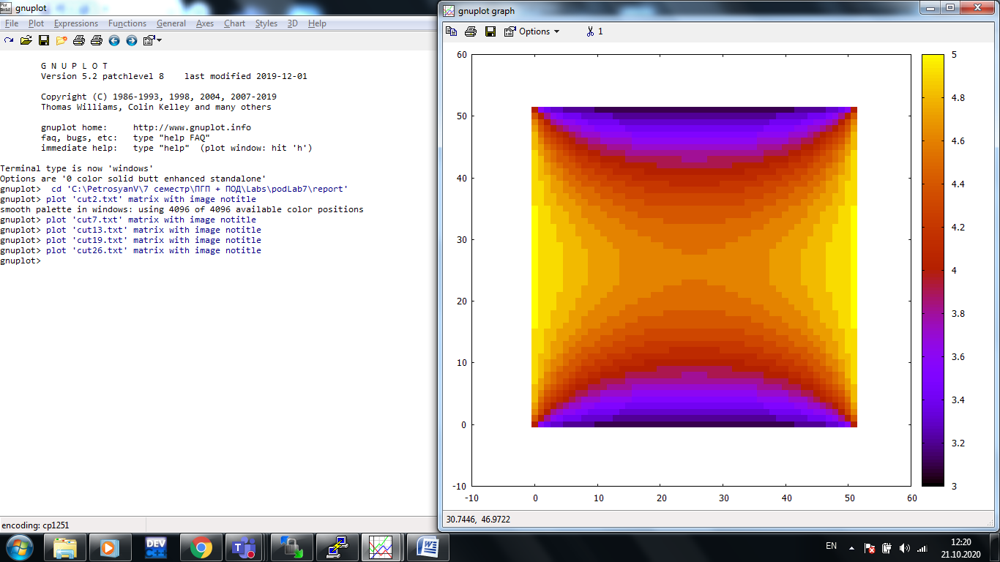 gnuplot
File Plot Expressions Functions General Axes Chart Styles 3D Help
G N U P L O T
Version 5.2 patchlevel 8    last modified 2019-12-01
Copyright (C) 1986-1993, 1998, 2004, 2007-2019
Thomas Williams, Colin Kelley and many others
gnuplot home:     http://www.gnuplot.info
faq, bugs, etc:   type "help FAQ"
immediate help:   type "help"  (plot window: hit 'h')
Terminal type is now 'windows'
Options are '0 color solid butt enhanced standalone'
gnuplot>  cd 'C:\PetrosyanV\7 семестр\ПГП + ПОД\Labs\podLab7\report'
gnuplot> plot 'cut2.txt' matrix with image notitle
smooth palette in windows: using 4096 of 4096 available color positions
gnuplot> plot 'cut7.txt' matrix with image notitle
gnuplot> plot 'cut13.txt' matrix with image notitle
gnuplot> plot 'cut19.txt' matrix with image notitle
gnuplot> plot 'cut26.txt' matrix with image notitle
gnuplot>
encoding: cp1251
gnuplot graph
Options 1
60
50
40
30
20
10
0
-10
-10 0 10 20 30 40 50 60
5
4.8
4.6
4.4
4.2
4
3.8
3.6
3.4
3.2
3
30.7446, 46.9722
DEV
C++
T
W
EN
12:20
21.10.2020